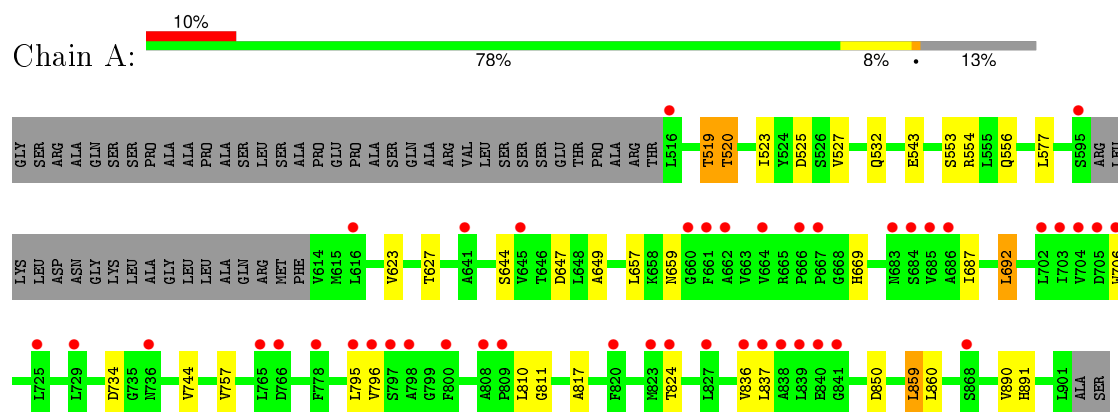 10%
Chain A:
78% 8% • 13%
GLY SER ARG ALA GLN SER SER PRO ALA ALA PRO ALA SER LEU SER ALA PRO GLU PRO ALA SER GLN ALA ARG VAL LEU SER SER SER GLU THR PRO ALA ARG THR L516 T519 T520 I523 Y524 D525 S526 V527 Q532 E543 S553 R554 L555 Q556 L577 S595 ARG LEU
LYS LEU ASP ASN GLY LYS LEU ALA GLY LEU LEU ALA GLN ARG MET PHE V614 M615 L616 V623 T627 A641 S644 V645 T646 D647 L648 A649 L657 K658 N659 G660 F661 A662 V663 V664 R665 P666 P667 G668 H669 N683 S684 V685 A686 I687 L692 L702 I703 V704 D705 W706
L725 L729 D734 G735 N736 V744 V757 L765 D766 F778 L795 V796 S797 A798 G799 F800 A808 P809 L810 G811 A817 F820 M823 T824 L827 V836 L837 A838 L839 E840 G841 D850 L859 L860 S868 V890 H891 L901 ALA SER